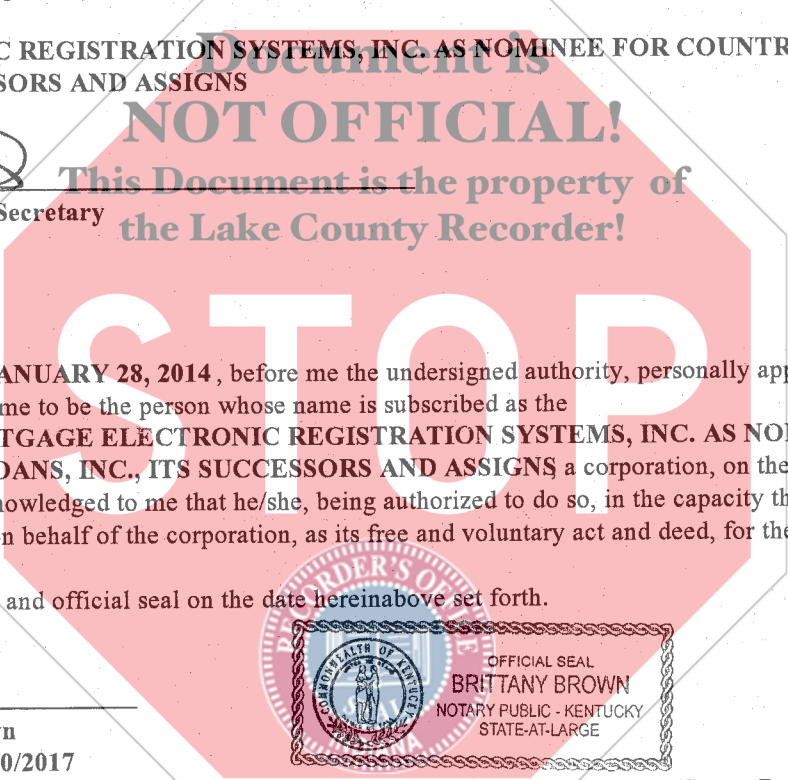 Document is
C REGISTRATION SYSTEMS, INC. AS NOMINEE FOR COUNTR
SORS AND ASSIGNS
NOT OFFICIAL!
This Document is the property of
Secretary
the Lake County Recorder!
STOP
ANUARY 28, 2014 , before me the undersigned authority, personally app
me to be the person whose name is subscribed as the
TGAGE ELECTRONIC REGISTRATION SYSTEMS, INC. AS NO
OANS, INC., ITS SUCCESSORS AND ASSIGNS, a corporation, on the
nowledged to me that he/she, being authorized to do so, in the capacity th
n behalf of the corporation, as its free and voluntary act and deed, for the
and official seal on the date hereinabove set forth.
RECORDER'S OFFICE
SEAL
INDIANA
COMMONWEALTH OF KENTUCKY
OFFICIAL SEAL
BRITTANY BROWN
NOTARY PUBLIC - KENTUCKY
STATE-AT-LARGE
n
0/2017